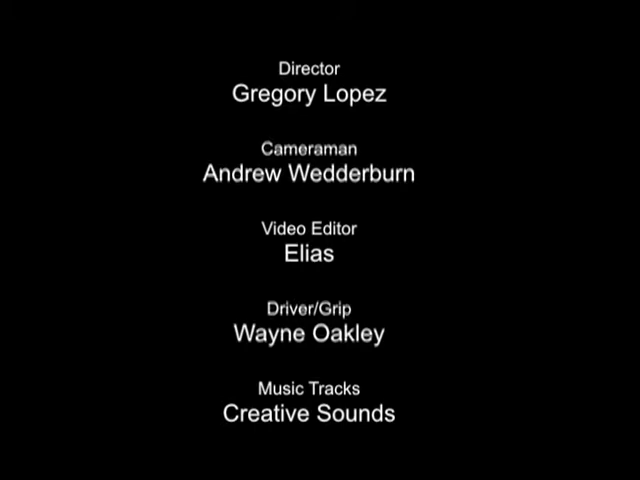 Director
Gregory Lopez
Cameraman
Andrew Wedderburn
Video Editor
Elias
Driver/Grip
Wayne Oakley
Music Tracks
Creative Sounds